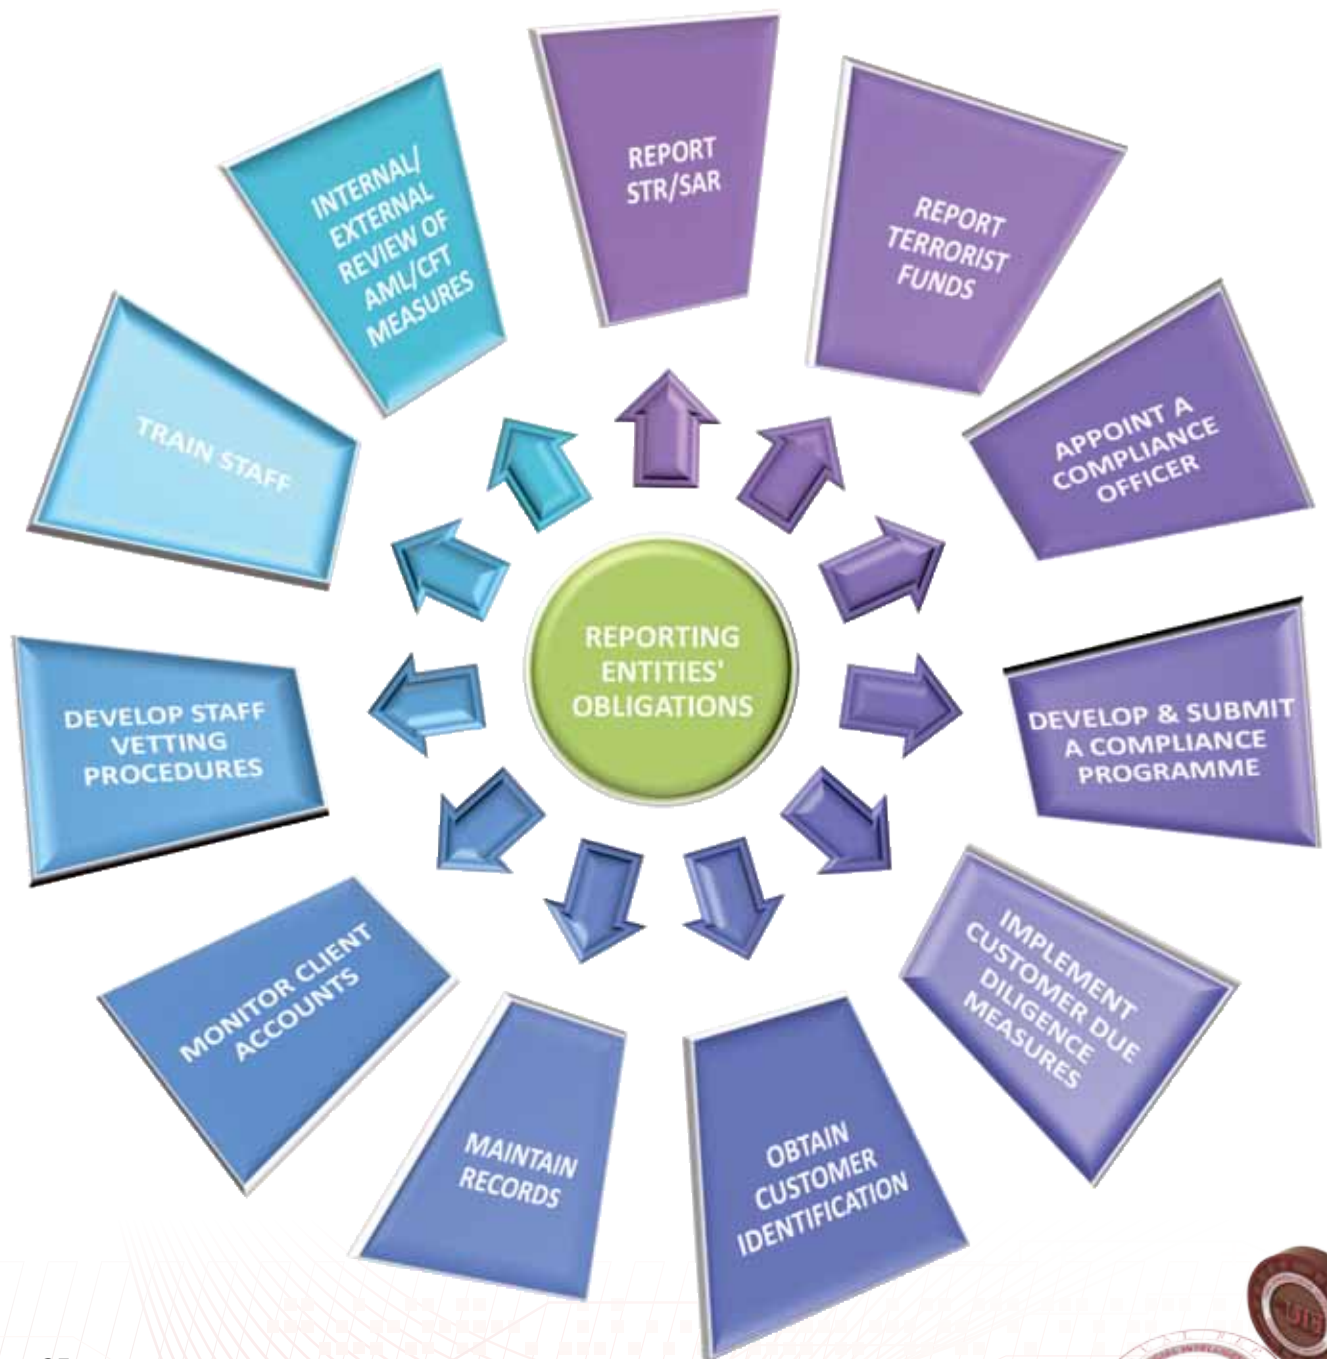 REPORT
STR/SAR
REPORT
TERRORIST
FUNDS
APPOINT A
COMPLIANCE
OFFICER
DEVELOP & SUBMIT
A COMPLIANCE
PROGRAMME
IMPLEMENT
CUSTOMER DUE
DILIGENCE
MEASURES
OBTAIN
CUSTOMER
IDENTIFICATION
MAINTAIN
RECORDS
MONITOR CLIENT
ACCOUNTS
DEVELOP STAFF
VETTING
PROCEDURES
TRAIN STAFF
INTERNAL/
EXTERNAL
REVIEW OF
AML/CFT
MEASURES
REPORTING
ENTITIES'
OBLIGATIONS